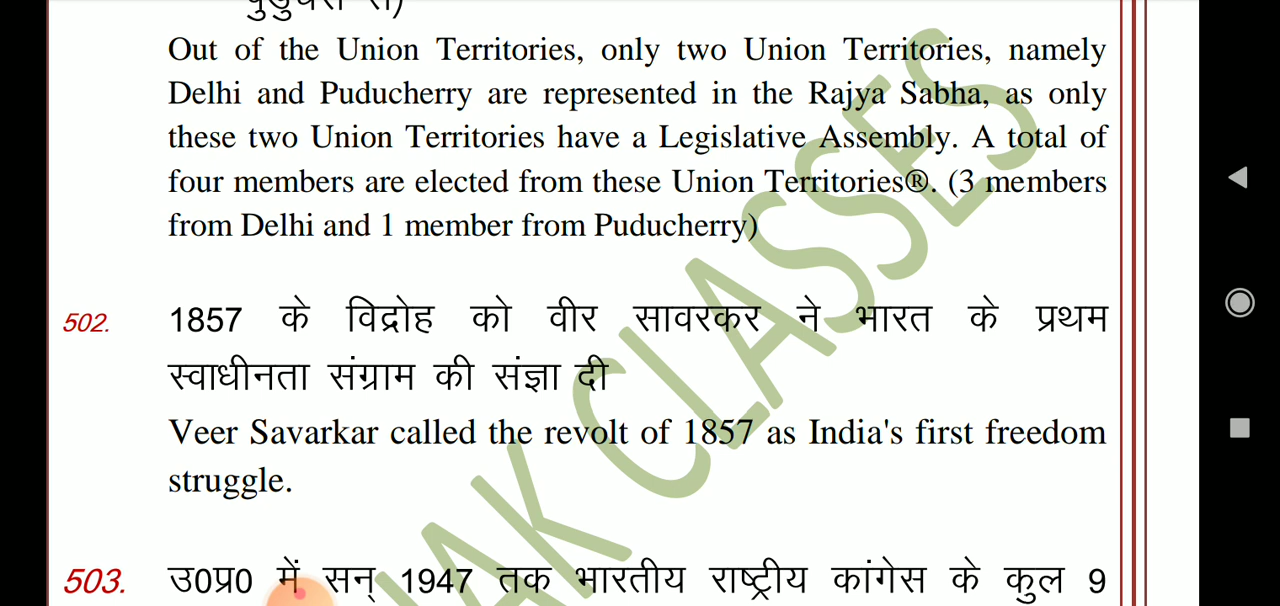 Out of the Union Territories, only two Union Territories, namely
Delhi and Puducherry are represented in the Rajya Sabha, as only
these two Union Territories have a Legislative Assembly. A total of
four members are elected from these Union Territories®. (3 members
from Delhi and 1 member from Puducherry)
502. 1857 के विद्रोह को वीर सावरकर ने भारत के प्रथम
स्वाधीनता संग्राम की संज्ञा दी
Veer Savarkar called the revolt of 1857 as India's first freedom
struggle.
503. उ0प्र0 में सन् 1947 तक भारतीय राष्ट्रीय कांगेस के कुल 9
CLASSES